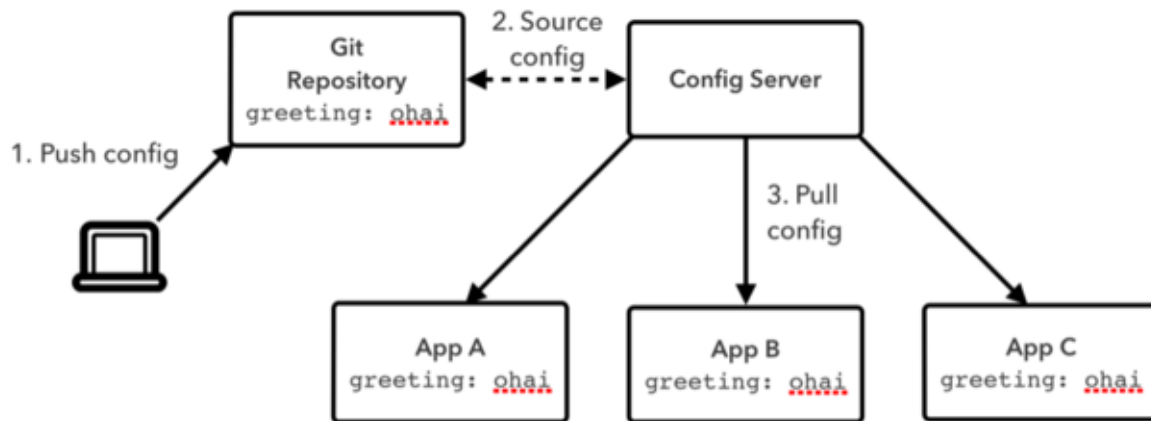 2. Source
config
Git
Repository
greeting: ohai
Config Server
1. Push config
3. Pull
config
App A
greeting: ohai
App B
greeting: ohai
App C
greeting: ohai